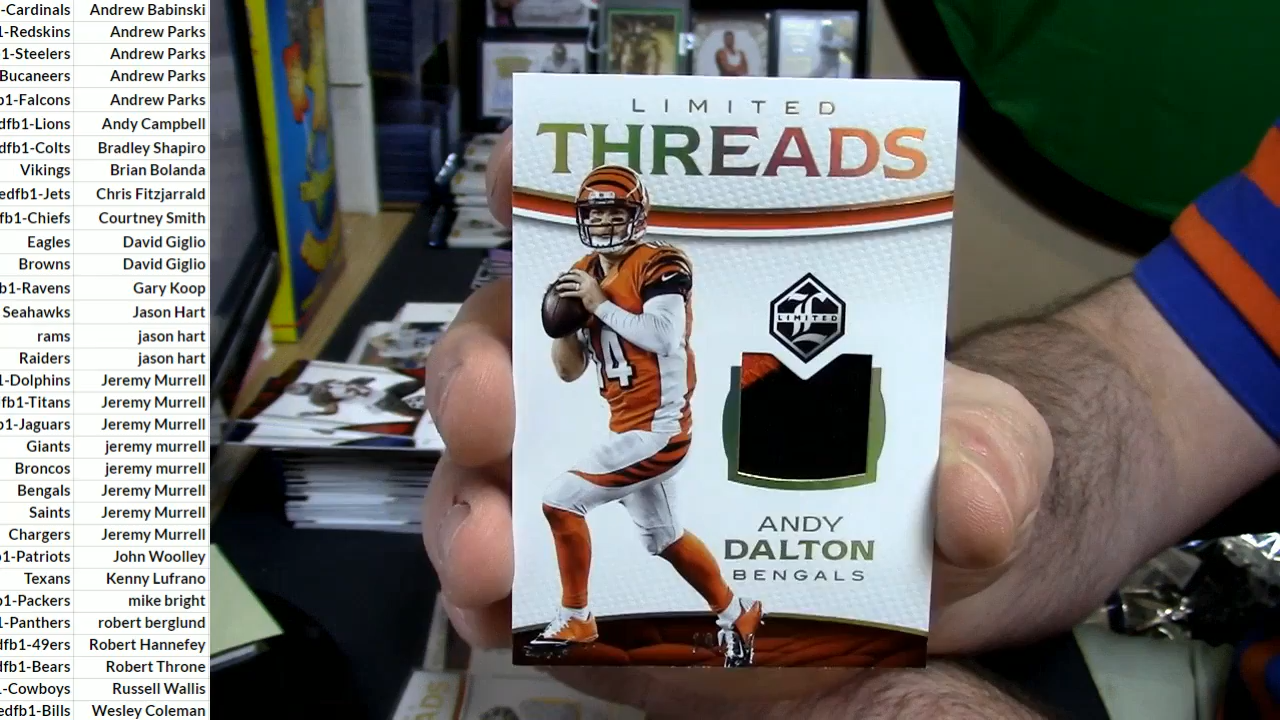 -Cardinals Andrew Babinski
1-Redskins Andrew Parks
1-Steelers Andrew Parks
Bucaneers Andrew Parks
b1-Falcons Andrew Parks
dfb1-Lions Andy Campbell
dfb1-Colts Bradley Shapiro
Vikings Brian Bolanda
edfb1-Jets Chris Fitzjarrald
fb1-Chiefs Courtney Smith
Eagles David Giglio
Browns David Giglio
b1-Ravens Gary Koop
Seahawks Jason Hart
rams jason hart
Raiders jason hart
1-Dolphins Jeremy Murrell
fb1-Titans Jeremy Murrell
b1-Jaguars Jeremy Murrell
Giants jeremy murrell
Broncos jeremy murrell
Bengals Jeremy Murrell
Saints Jeremy Murrell
Chargers Jeremy Murrell
1-Patriots John Woolley
Texans Kenny Lufrano
b1-Packers mike bright
1-Panthers robert berglund
dfb1-49ers Robert Hannefey
dfb1-Bears Robert Throne
-Cowboys Russell Wallis
edfb1-Bills Wesley Coleman
LIMITED
THREADS
14
LIMITED
ANDY
DALTON
BENGALS
THREADS